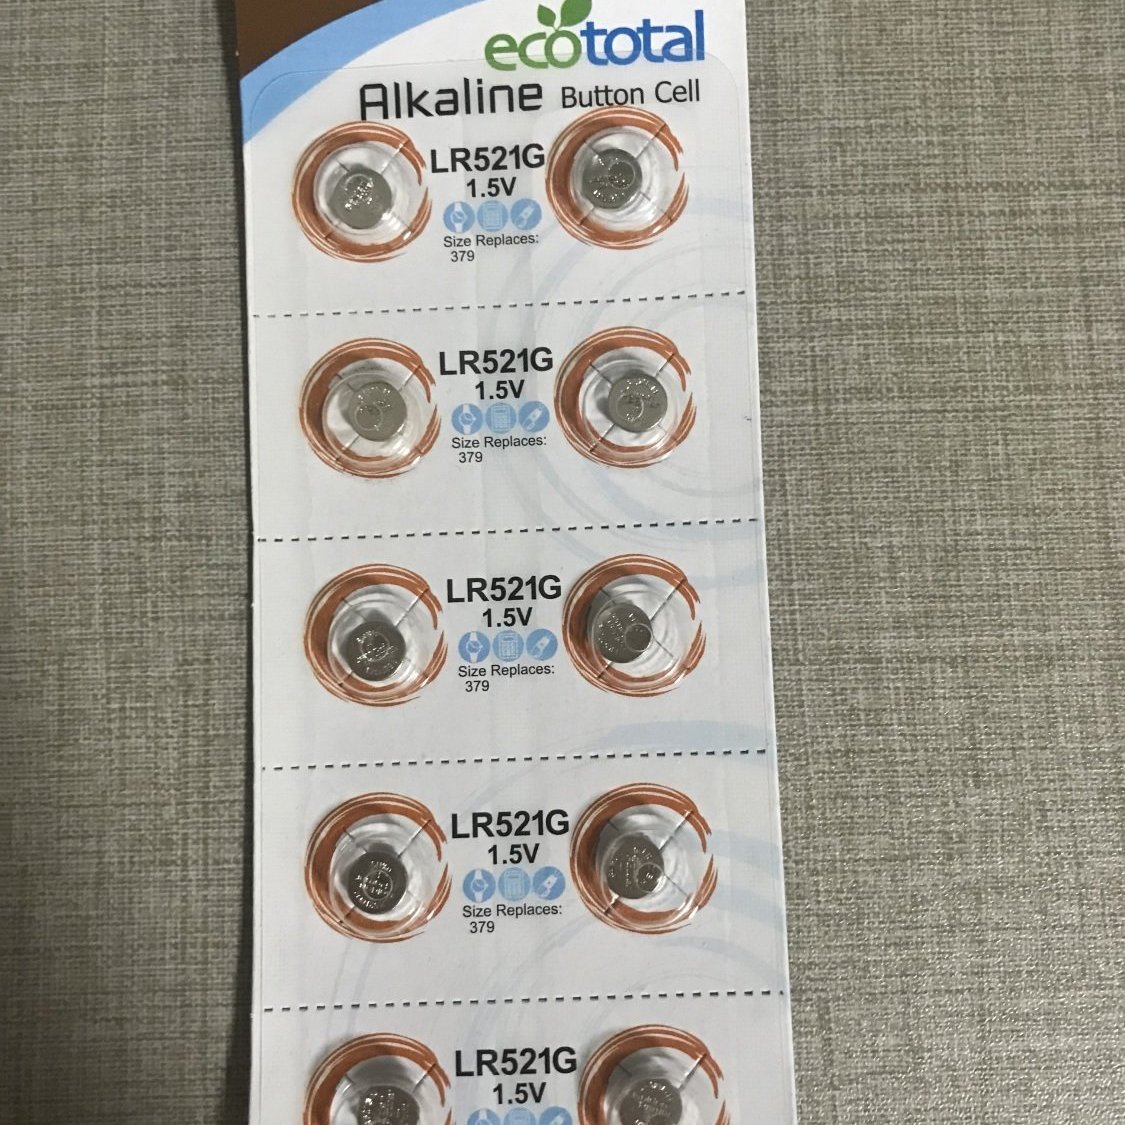 ecototal
Alkaline Button Cell
LR521G
1.5V
Size Replaces:
379
LR521G
1.5V
Size Replaces:
379
LR521G
1.5V
Size Replaces:
379
LR521G
1.5V
Size Replaces:
379
LR521G
1.5V